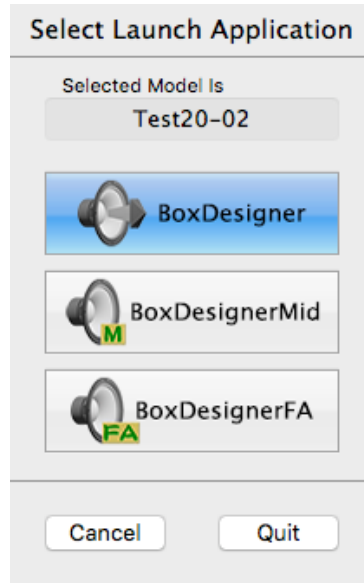 Select Launch Application
Selected Model Is
Test20-02
BoxDesigner
M
BoxDesignerMid
FA
BoxDesignerFA
Cancel
Quit